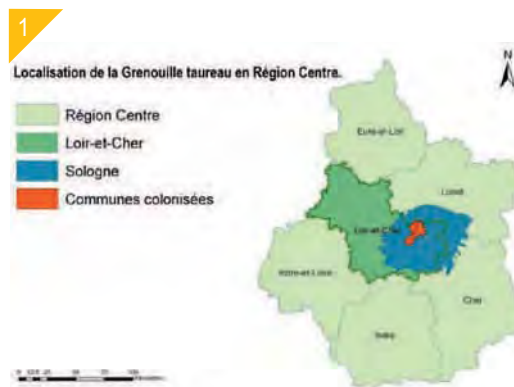 1
Localisation de la Grenouille taureau en Région Centre.
N
Région Centre
Loir-et-Cher
Sologne
Communes colonisées
Eure-et-Loir
Loiret
Loir-et-Cher
Indre-et-Loire
Cher
Indre